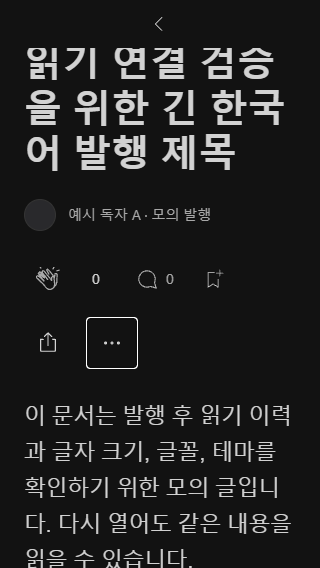 읽기 연결 검증
을 위한 긴 한국
어 발행 제목
예시 독자 A · 모의 발행
0
0
이 문서는 발행 후 읽기 이력
과 글자 크기, 글꼴, 테마를
확인하기 위한 모의 글입니
다. 다시 열어도 같은 내용을
읽을 수 있습니다.